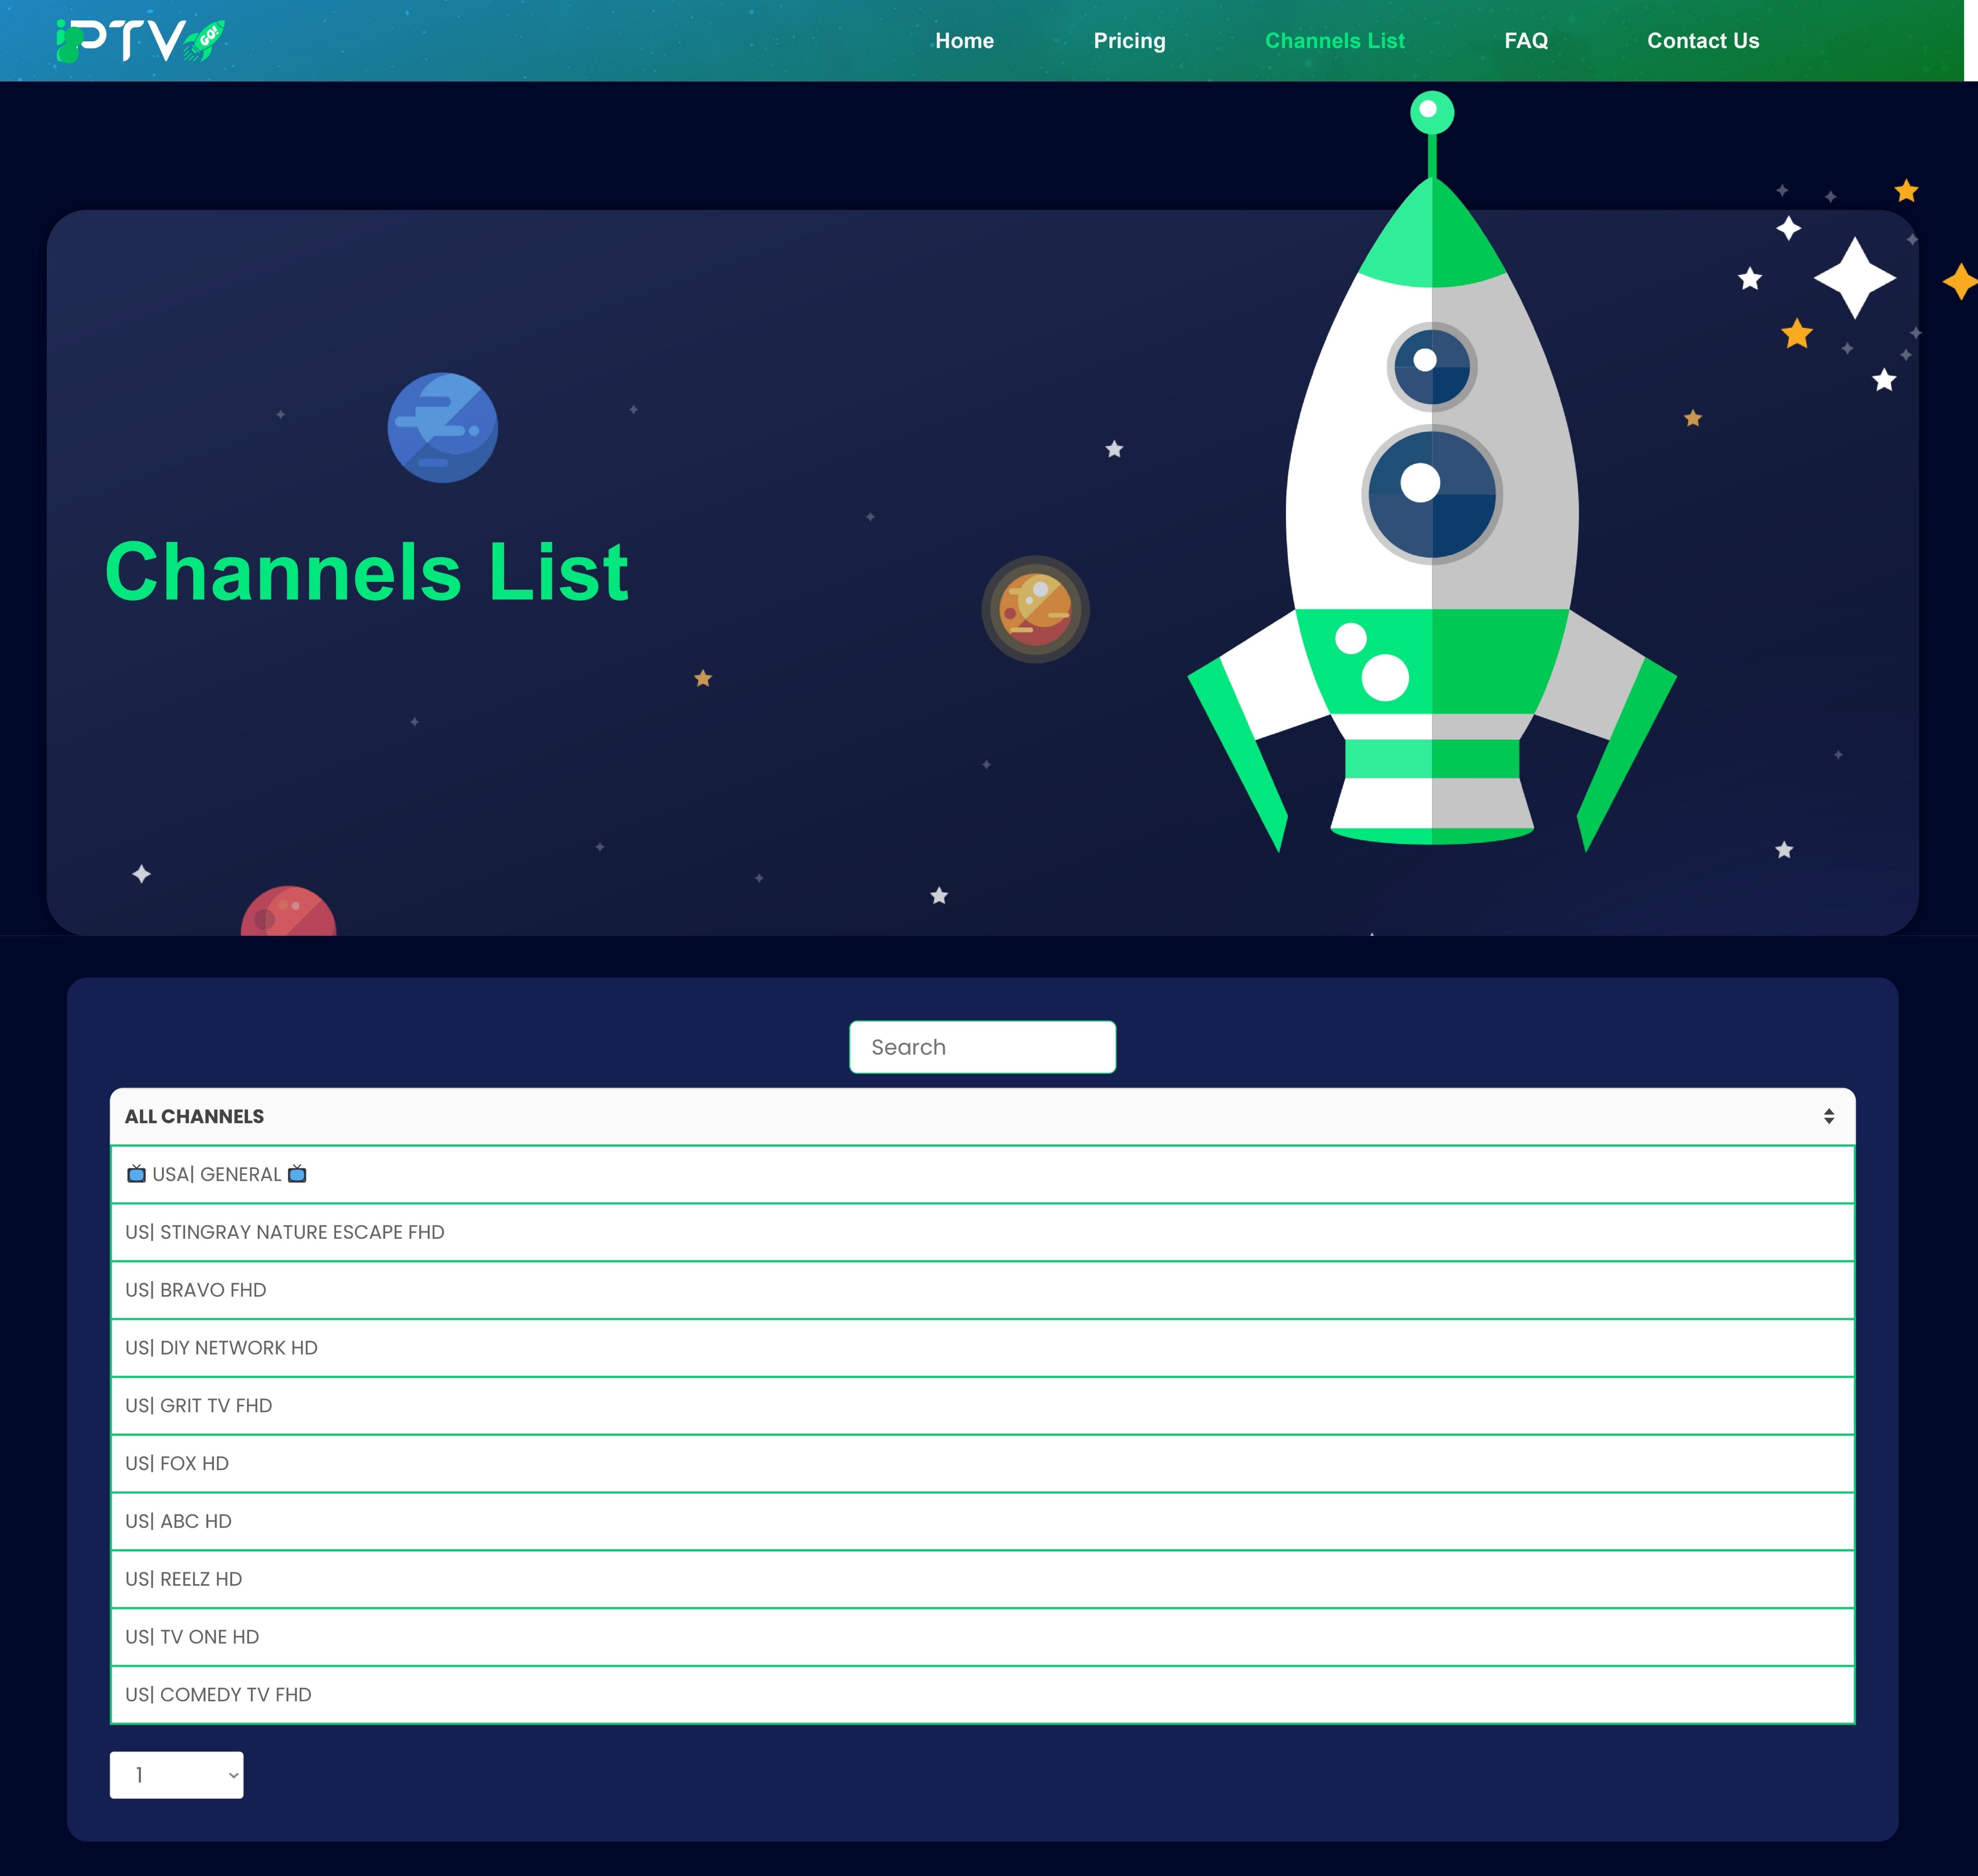 iPTV GO!
Home Pricing Channels List FAQ Contact Us
Channels List
Search
ALL CHANNELS
📺 USA| GENERAL 📺
US| STINGRAY NATURE ESCAPE FHD
US| BRAVO FHD
US| DIY NETWORK HD
US| GRIT TV FHD
US| FOX HD
US| ABC HD
US| REELZ HD
US| TV ONE HD
US| COMEDY TV FHD
1